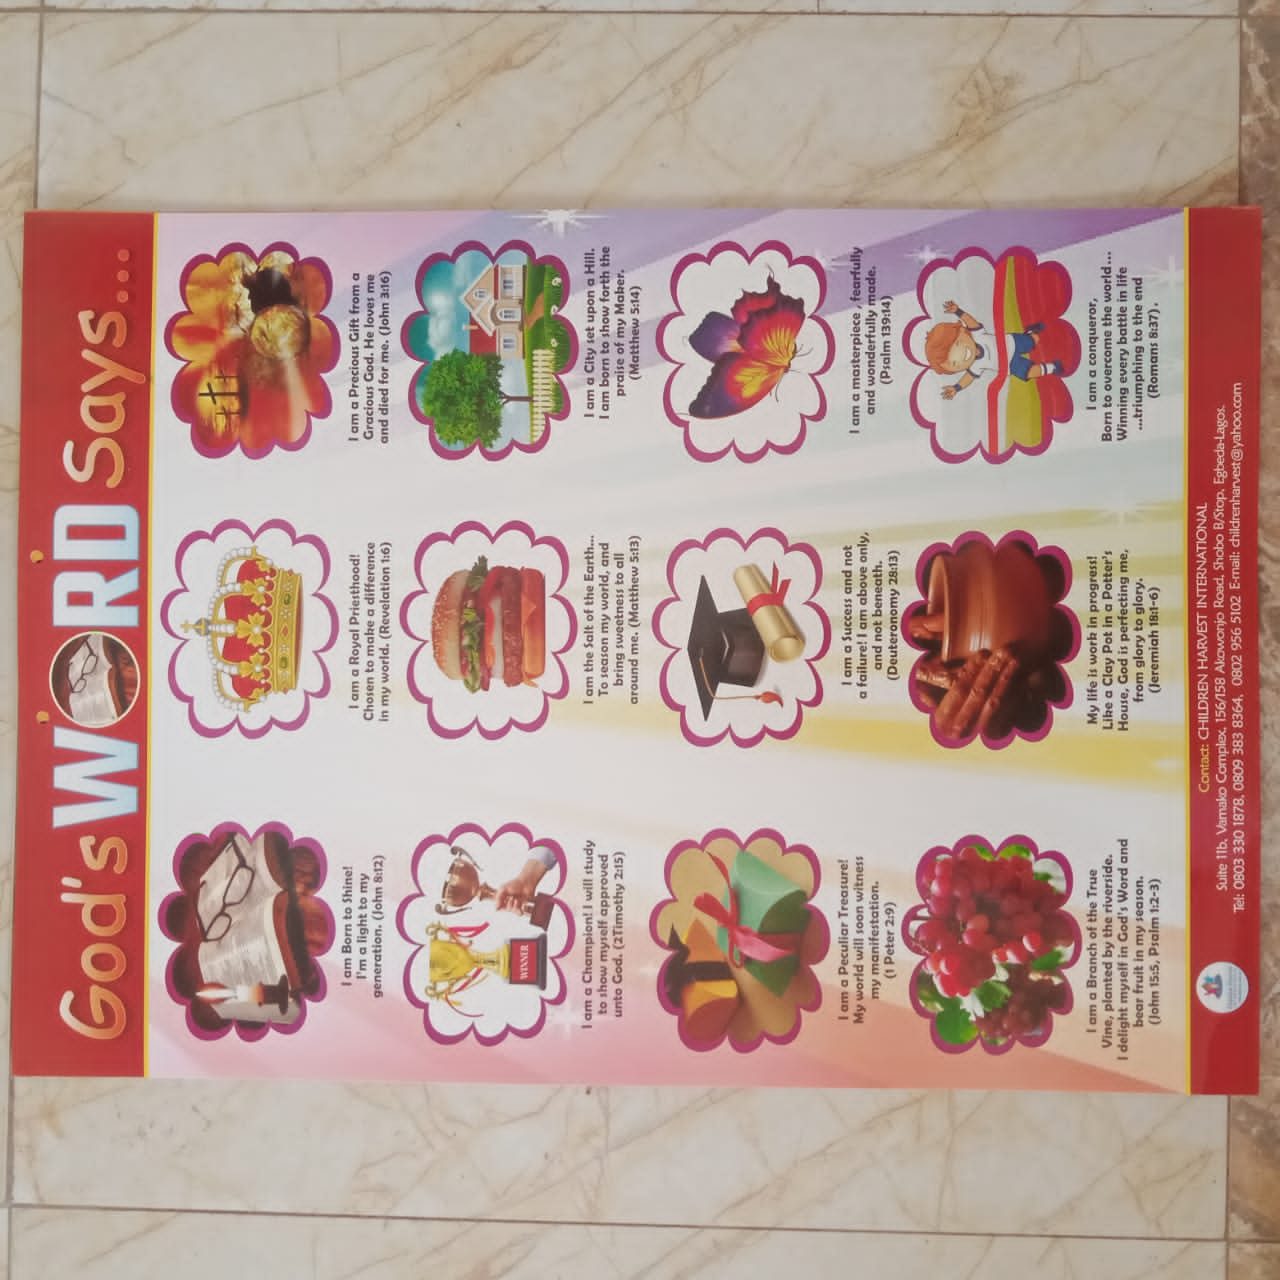 God's WORD Says...
I am Born to Shine!
I'm a light to my
generation. (John 8:12)
I am a Royal Priesthood!
Chosen to make a difference
in my world. (Revelation 1:6)
I am a Precious Gift from a
Gracious God. He loves me
and died for me. (John 3:16)
WINNER
I am a Champion! I will study
to show myself approved
unto God. (2Timothy 2:15)
I am the Salt of the Earth...
To season my world, and
bring sweetness to all
around me. (Matthew 5:13)
I am a City set upon a Hill.
I am born to show forth the
praise of my Maker.
(Matthew 5:14)
I am a Peculiar Treasure!
My world will soon witness
my manifestation.
(1 Peter 2:9)
I am a Success and not
a failure! I am above only,
and not beneath.
(Deuteronomy 28:13)
I am a masterpiece, fearfully
and wonderfully made.
(Psalm 139:14)
I am a Branch of the True
Vine, planted by the riverside.
I delight myself in God's Word and
bear fruit in my season.
(John 15:5, Psalm 1:2-3)
My life is work in progress!
Like a Clay Pot in a Potter's
House, God is perfecting me,
from glory to glory.
(Jeremiah 18:1-6)
I am a conqueror,
Born to overcome the world...
Winning every battle in life
...triumphing to the end
(Romans 8:37).
Contact: CHILDREN HARVEST INTERNATIONAL
Suite 11b, Vamako Complex, 156/158 Akowonjo Road, Shobo B/Stop, Egbeda-Lagos.
Tel: 0803 330 1878, 0809 383 8364, 0802 956 5102 E-mail: childrenharvest@yahoo.com